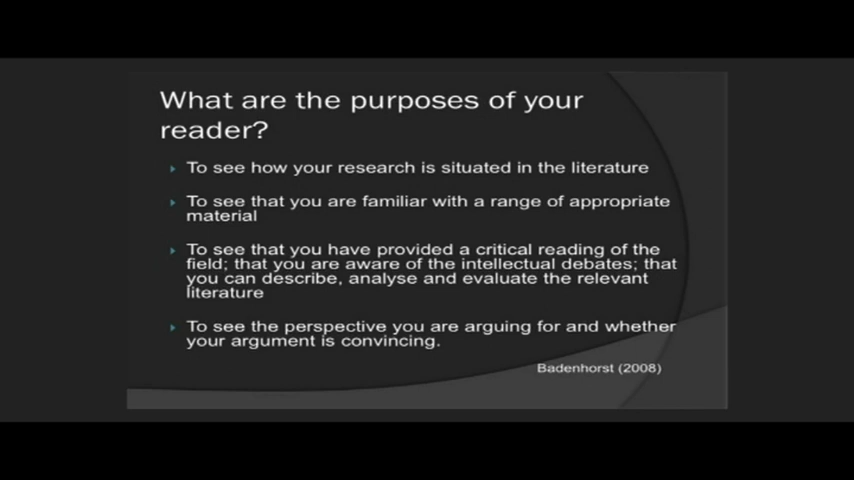 What are the purposes of your
reader?
To see how your research is situated in the literature
To see that you are familiar with a range of appropriate
material
To see that you have provided a critical reading of the
field; that you are aware of the intellectual debates; that
you can describe, analyse and evaluate the relevant
literature
To see the perspective you are arguing for and whether
your argument is convincing.
Badenhorst (2008)